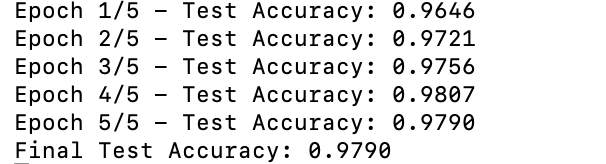 Epoch 1/5 – Test Accuracy: 0.9646
Epoch 2/5 – Test Accuracy: 0.9721
Epoch 3/5 – Test Accuracy: 0.9756
Epoch 4/5 – Test Accuracy: 0.9807
Epoch 5/5 – Test Accuracy: 0.9790
Final Test Accuracy: 0.9790